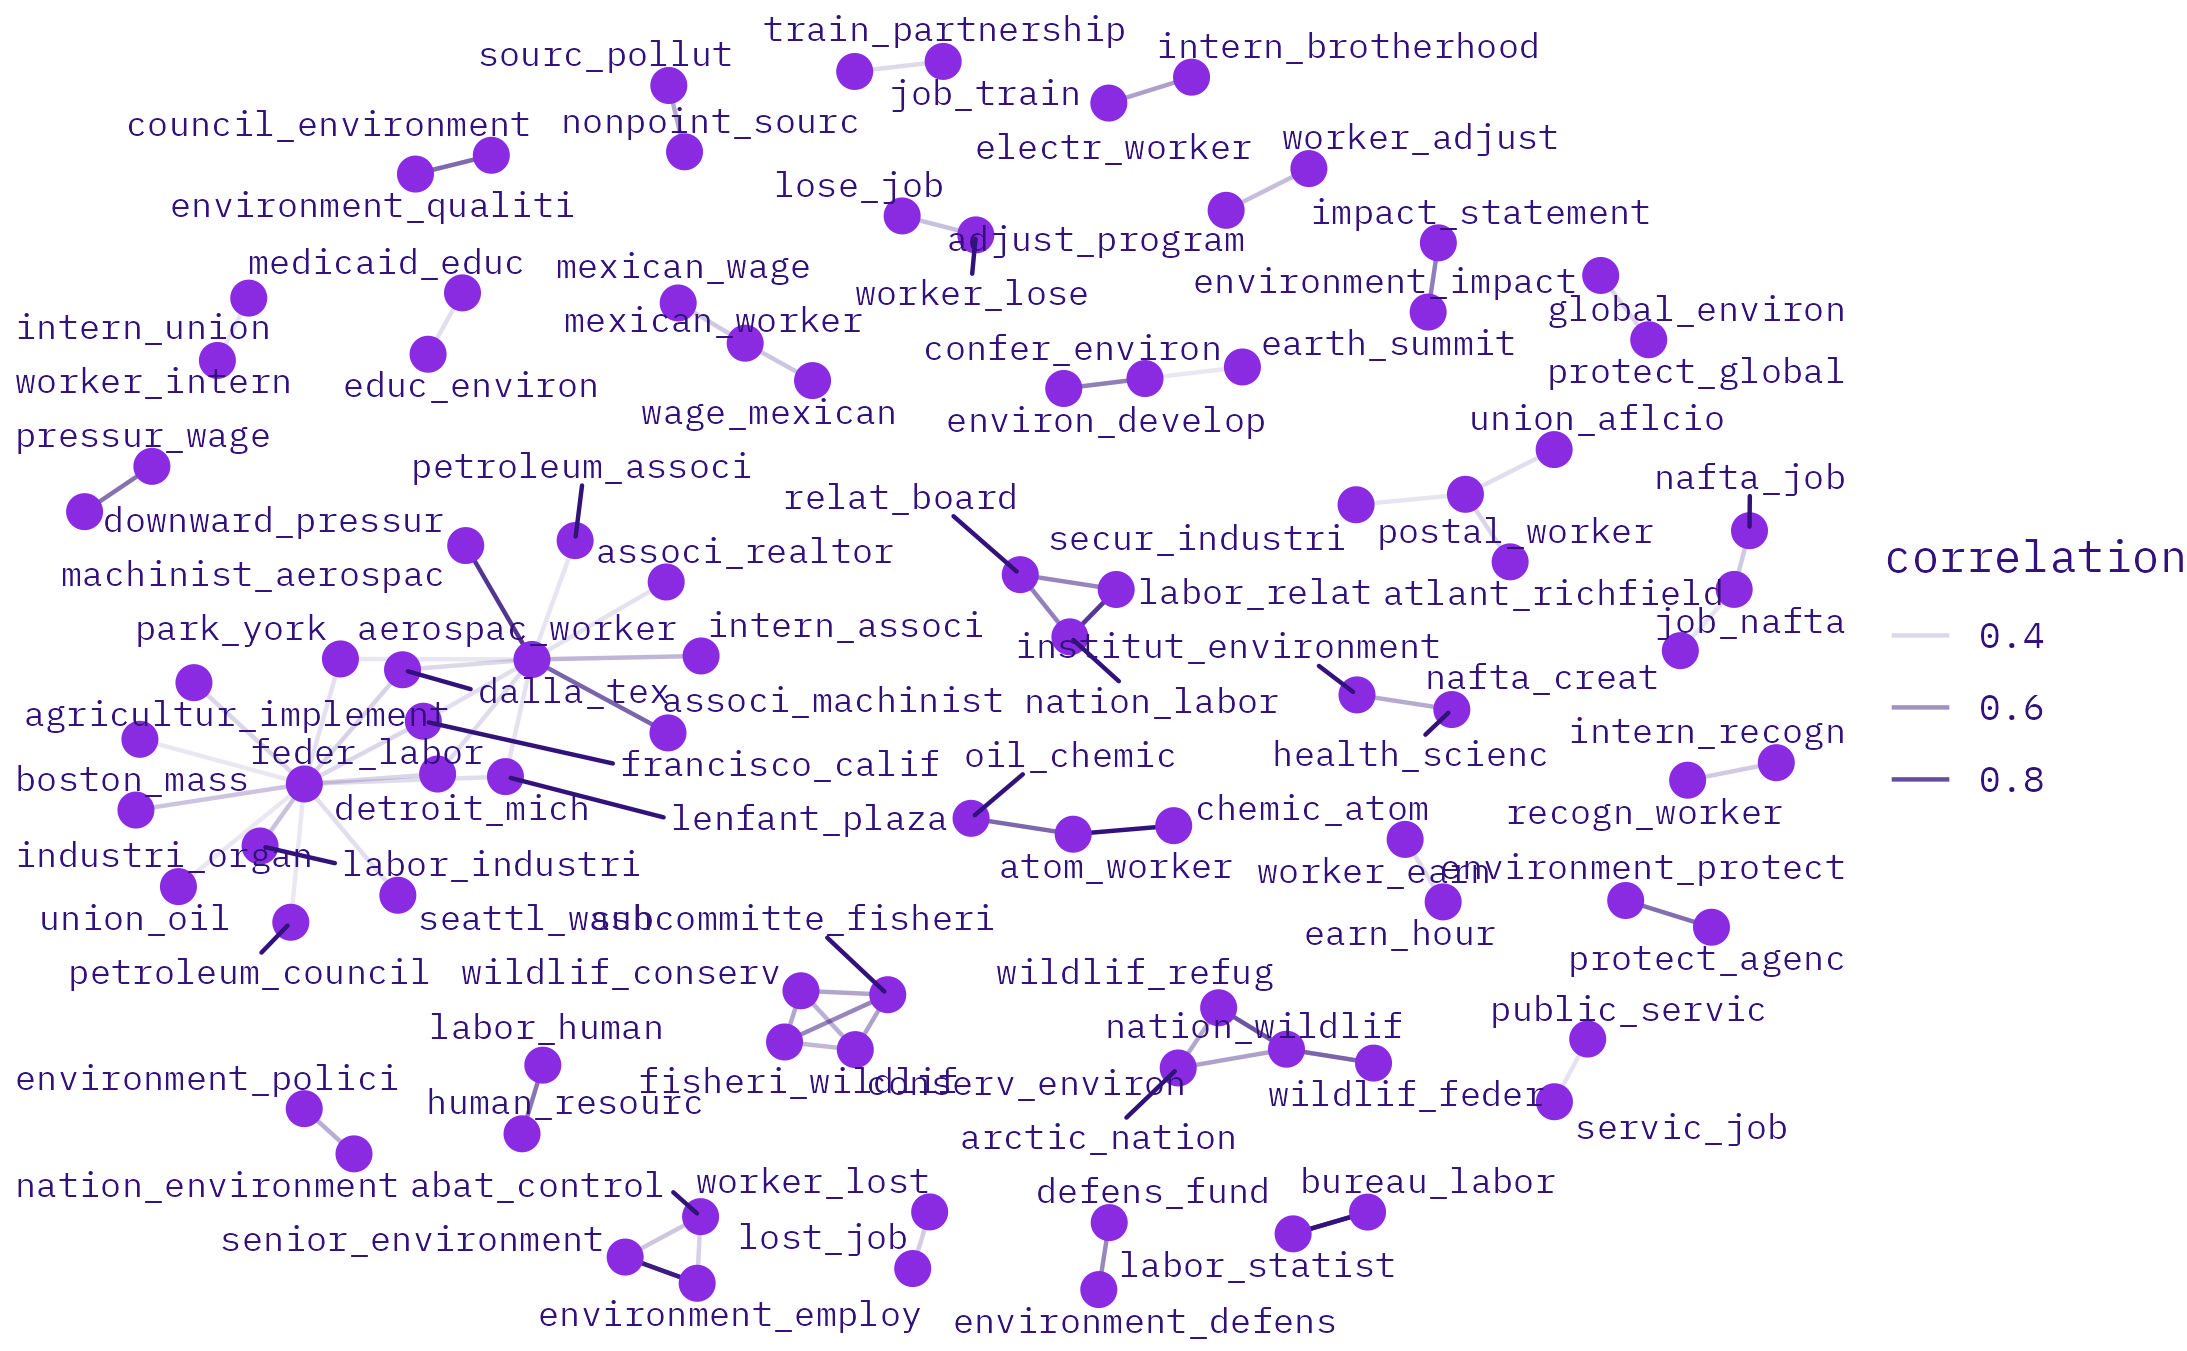 train_partnership
intern_brotherhood
sourc_pollut
job_train
council_environment
nonpoint_sourc
electr_worker
worker_adjust
lose_job
environment_qualiti
impact_statement
adjust_program
medicaid_educ
mexican_wage
environment_impact
worker_lose
global_environ
intern_union
mexican_worker
confer_environ
earth_summit
worker_intern
educ_environ
protect_global
wage_mexican
environ_develop
union_aflcio
pressur_wage
petroleum_associ
relat_board
nafta_job
downward_pressur
secur_industri
postal_worker
associ_realtor
correlation
machinist_aerospac
labor_relat
atlant_richfield
park_york
aerospac_worker
intern_associ
job_nafta
0.4
institut_environment
nafta_creat
dalla_tex
associ_machinist
nation_labor
0.6
agricultur_implement
intern_recogn
feder_labor
francisco_calif
oil_chemic
health_scienc
boston_mass
0.8
detroit_mich
lenfant_plaza
chemic_atom
recogn_worker
industri_organ
labor_industri
atom_worker
worker_earn
environment_protect
union_oil
seattl_wash
subcommitte_fisheri
earn_hour
petroleum_council
wildlif_conserv
wildlif_refug
protect_agenc
labor_human
nation_wildlif
public_servic
environment_polici
fisheri_wildlif
conserv_environ
human_resourc
wildlif_feder
arctic_nation
servic_job
nation_environment
abat_control
worker_lost
defens_fund
bureau_labor
senior_environment
lost_job
labor_statist
environment_employ
environment_defens